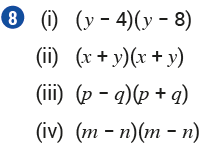 8 (i) (y – 4)(y – 8)
(ii) (x + y)(x + y)
(iii) (p – q)(p + q)
(iv) (m – n)(m – n)